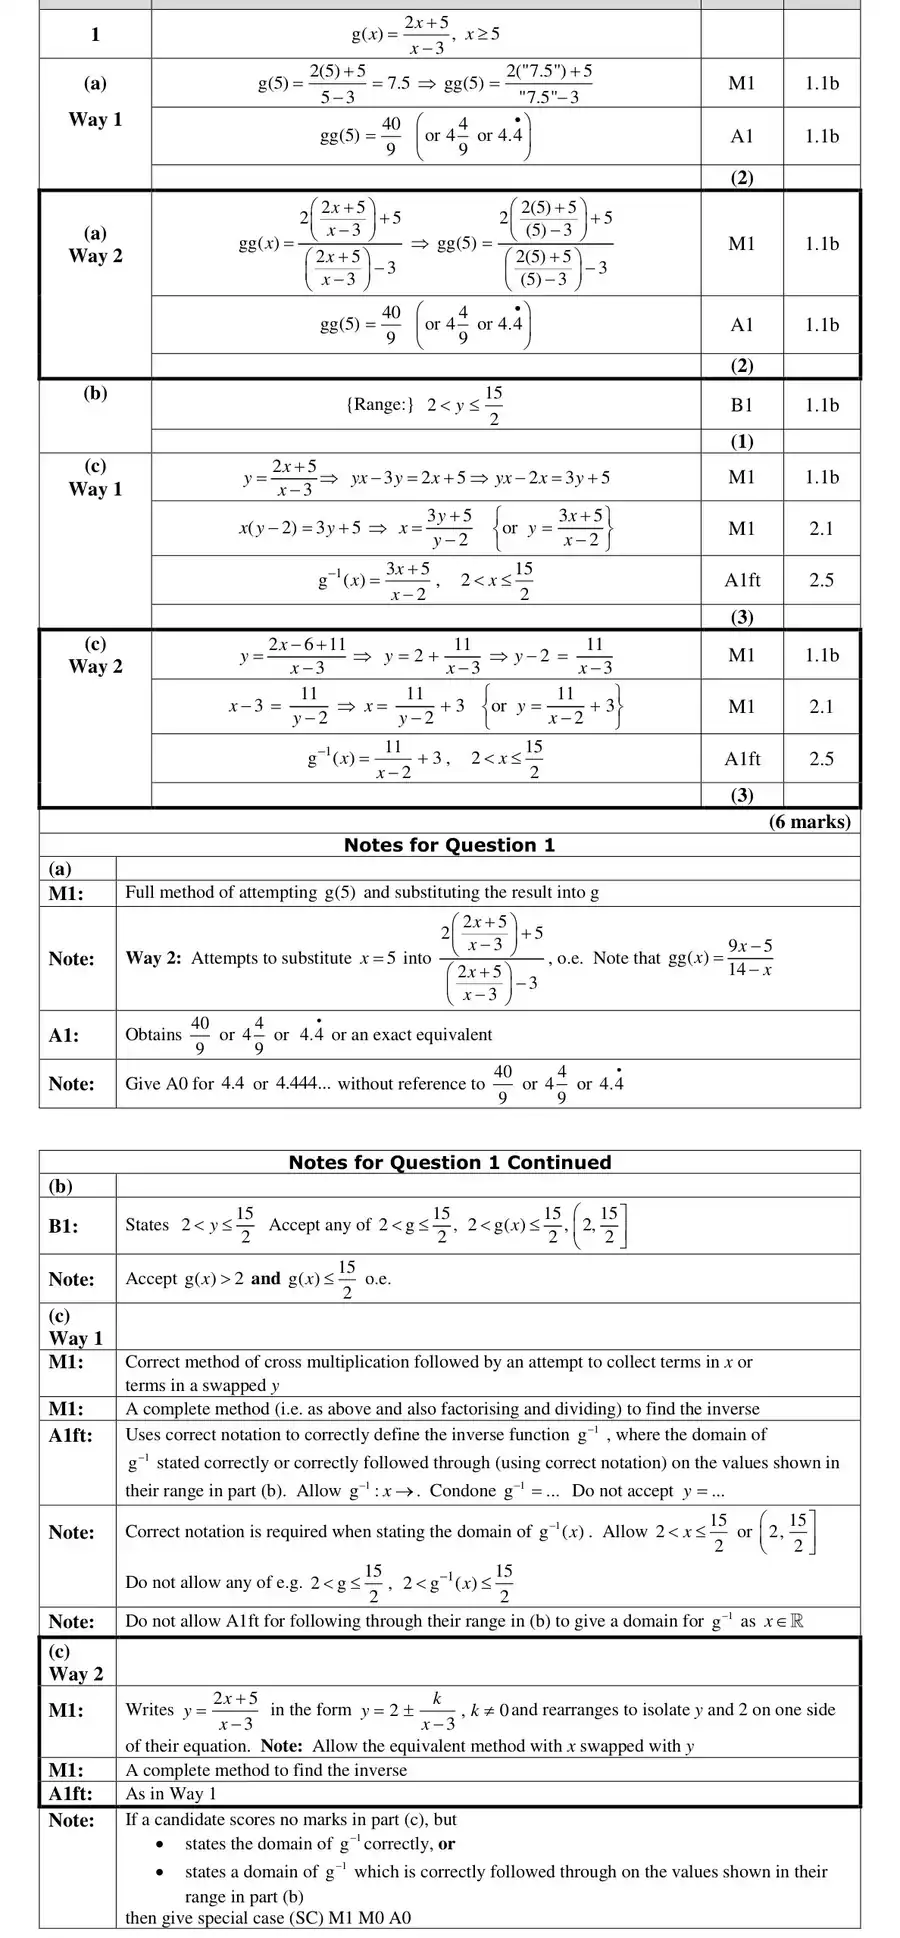 1 g(x) = (2x + 5)/(x − 3), x ≥ 5
(a)
Way 1
g(5) = (2(5) + 5)/(5 − 3) = 7.5 ⇒ gg(5) = (2("7.5") + 5)/("7.5" − 3) M1 1.1b
gg(5) = 40/9 (or 4 4/9 or 4.4̇) A1 1.1b
(2)
(a)
Way 2
gg(x) = (2((2x + 5)/(x − 3)) + 5)/(((2x + 5)/(x − 3)) − 3) ⇒ gg(5) = (2((2(5) + 5)/((5) − 3)) + 5)/(((2(5) + 5)/((5) − 3)) − 3) M1 1.1b
gg(5) = 40/9 (or 4 4/9 or 4.4̇) A1 1.1b
(2)
(b) {Range:} 2 < y ≤ 15/2 B1 1.1b
(1)
(c)
Way 1
y = (2x + 5)/(x − 3) ⇒ yx − 3y = 2x + 5 ⇒ yx − 2x = 3y + 5 M1 1.1b
x(y − 2) = 3y + 5 ⇒ x = (3y + 5)/(y − 2) {or y = (3x + 5)/(x − 2)} M1 2.1
g⁻¹(x) = (3x + 5)/(x − 2), 2 < x ≤ 15/2 A1ft 2.5
(3)
(c)
Way 2
y = (2x − 6 + 11)/(x − 3) ⇒ y = 2 + 11/(x − 3) ⇒ y − 2 = 11/(x − 3) M1 1.1b
x − 3 = 11/(y − 2) ⇒ x = 11/(y − 2) + 3 {or y = 11/(x − 2) + 3} M1 2.1
g⁻¹(x) = 11/(x − 2) + 3, 2 < x ≤ 15/2 A1ft 2.5
(3)
(6 marks)
Notes for Question 1
(a)
M1: Full method of attempting g(5) and substituting the result into g
Note: Way 2: Attempts to substitute x = 5 into (2((2x + 5)/(x − 3)) + 5)/(((2x + 5)/(x − 3)) − 3), o.e. Note that gg(x) = (9x − 5)/(14 − x)
A1: Obtains 40/9 or 4 4/9 or 4.4̇ or an exact equivalent
Note: Give A0 for 4.4 or 4.444... without reference to 40/9 or 4 4/9 or 4.4̇
Notes for Question 1 Continued
(b)
B1: States 2 < y ≤ 15/2 Accept any of 2 < g ≤ 15/2, 2 < g(x) ≤ 15/2, (2, 15/2]
Note: Accept g(x) > 2 and g(x) ≤ 15/2 o.e.
(c)
Way 1
M1: Correct method of cross multiplication followed by an attempt to collect terms in x or
terms in a swapped y
M1: A complete method (i.e. as above and also factorising and dividing) to find the inverse
A1ft: Uses correct notation to correctly define the inverse function g⁻¹ , where the domain of
g⁻¹ stated correctly or correctly followed through (using correct notation) on the values shown in
their range in part (b). Allow g⁻¹ : x → . Condone g⁻¹ = ... Do not accept y = ...
Note: Correct notation is required when stating the domain of g⁻¹(x) . Allow 2 < x ≤ 15/2 or (2, 15/2]
Do not allow any of e.g. 2 < g ≤ 15/2 , 2 < g⁻¹(x) ≤ 15/2
Note: Do not allow A1ft for following through their range in (b) to give a domain for g⁻¹ as x ∈ ℝ
(c)
Way 2
M1: Writes y = (2x + 5)/(x − 3) in the form y = 2 ± k/(x − 3) , k ≠ 0 and rearranges to isolate y and 2 on one side
of their equation. Note: Allow the equivalent method with x swapped with y
M1: A complete method to find the inverse
A1ft: As in Way 1
Note: If a candidate scores no marks in part (c), but
• states the domain of g⁻¹ correctly, or
• states a domain of g⁻¹ which is correctly followed through on the values shown in their
range in part (b)
then give special case (SC) M1 M0 A0